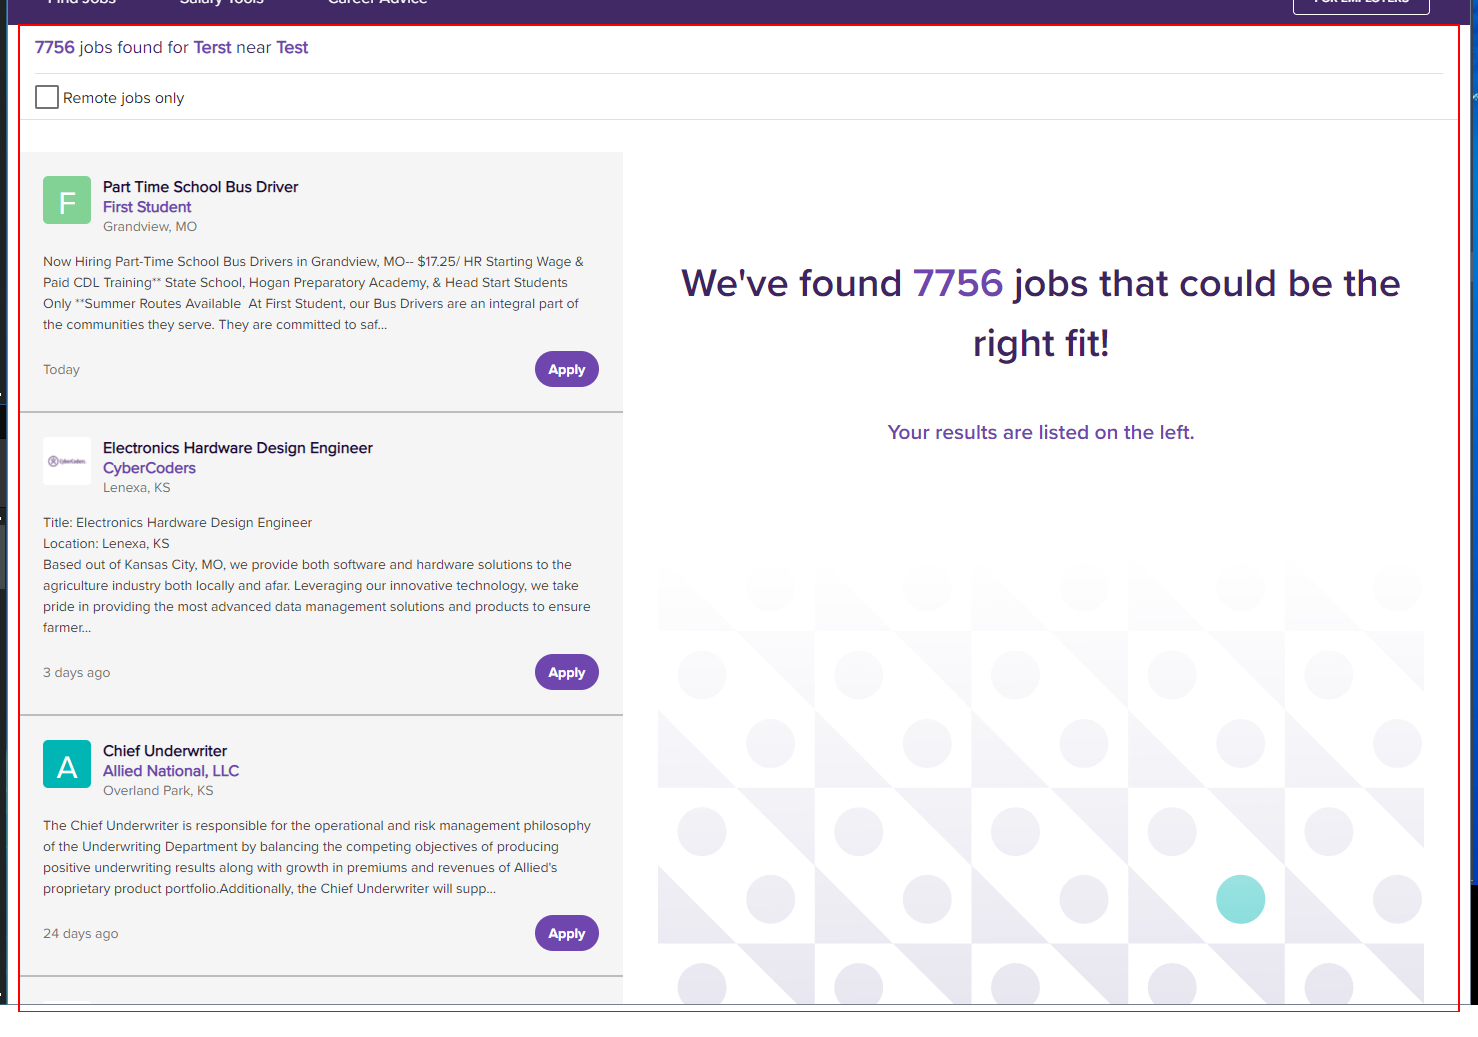 Find Jobs Salary Tools Career Advice FOR EMPLOYERS
7756 jobs found for Terst near Test
Remote jobs only
F
Part Time School Bus Driver
First Student
Grandview, MO
Now Hiring Part-Time School Bus Drivers in Grandview, MO-- $17.25/ HR Starting Wage &
Paid CDL Training** State School, Hogan Preparatory Academy, & Head Start Students
Only **Summer Routes Available  At First Student, our Bus Drivers are an integral part of
the communities they serve. They are committed to saf...
Today
Apply
CyberCoders
Electronics Hardware Design Engineer
CyberCoders
Lenexa, KS
Title: Electronics Hardware Design Engineer
Location: Lenexa, KS
Based out of Kansas City, MO, we provide both software and hardware solutions to the
agriculture industry both locally and afar. Leveraging our innovative technology, we take
pride in providing the most advanced data management solutions and products to ensure
farmer...
3 days ago
Apply
A
Chief Underwriter
Allied National, LLC
Overland Park, KS
The Chief Underwriter is responsible for the operational and risk management philosophy
of the Underwriting Department by balancing the competing objectives of producing
positive underwriting results along with growth in premiums and revenues of Allied's
proprietary product portfolio.Additionally, the Chief Underwriter will supp...
24 days ago
Apply
We've found 7756 jobs that could be the
right fit!
Your results are listed on the left.